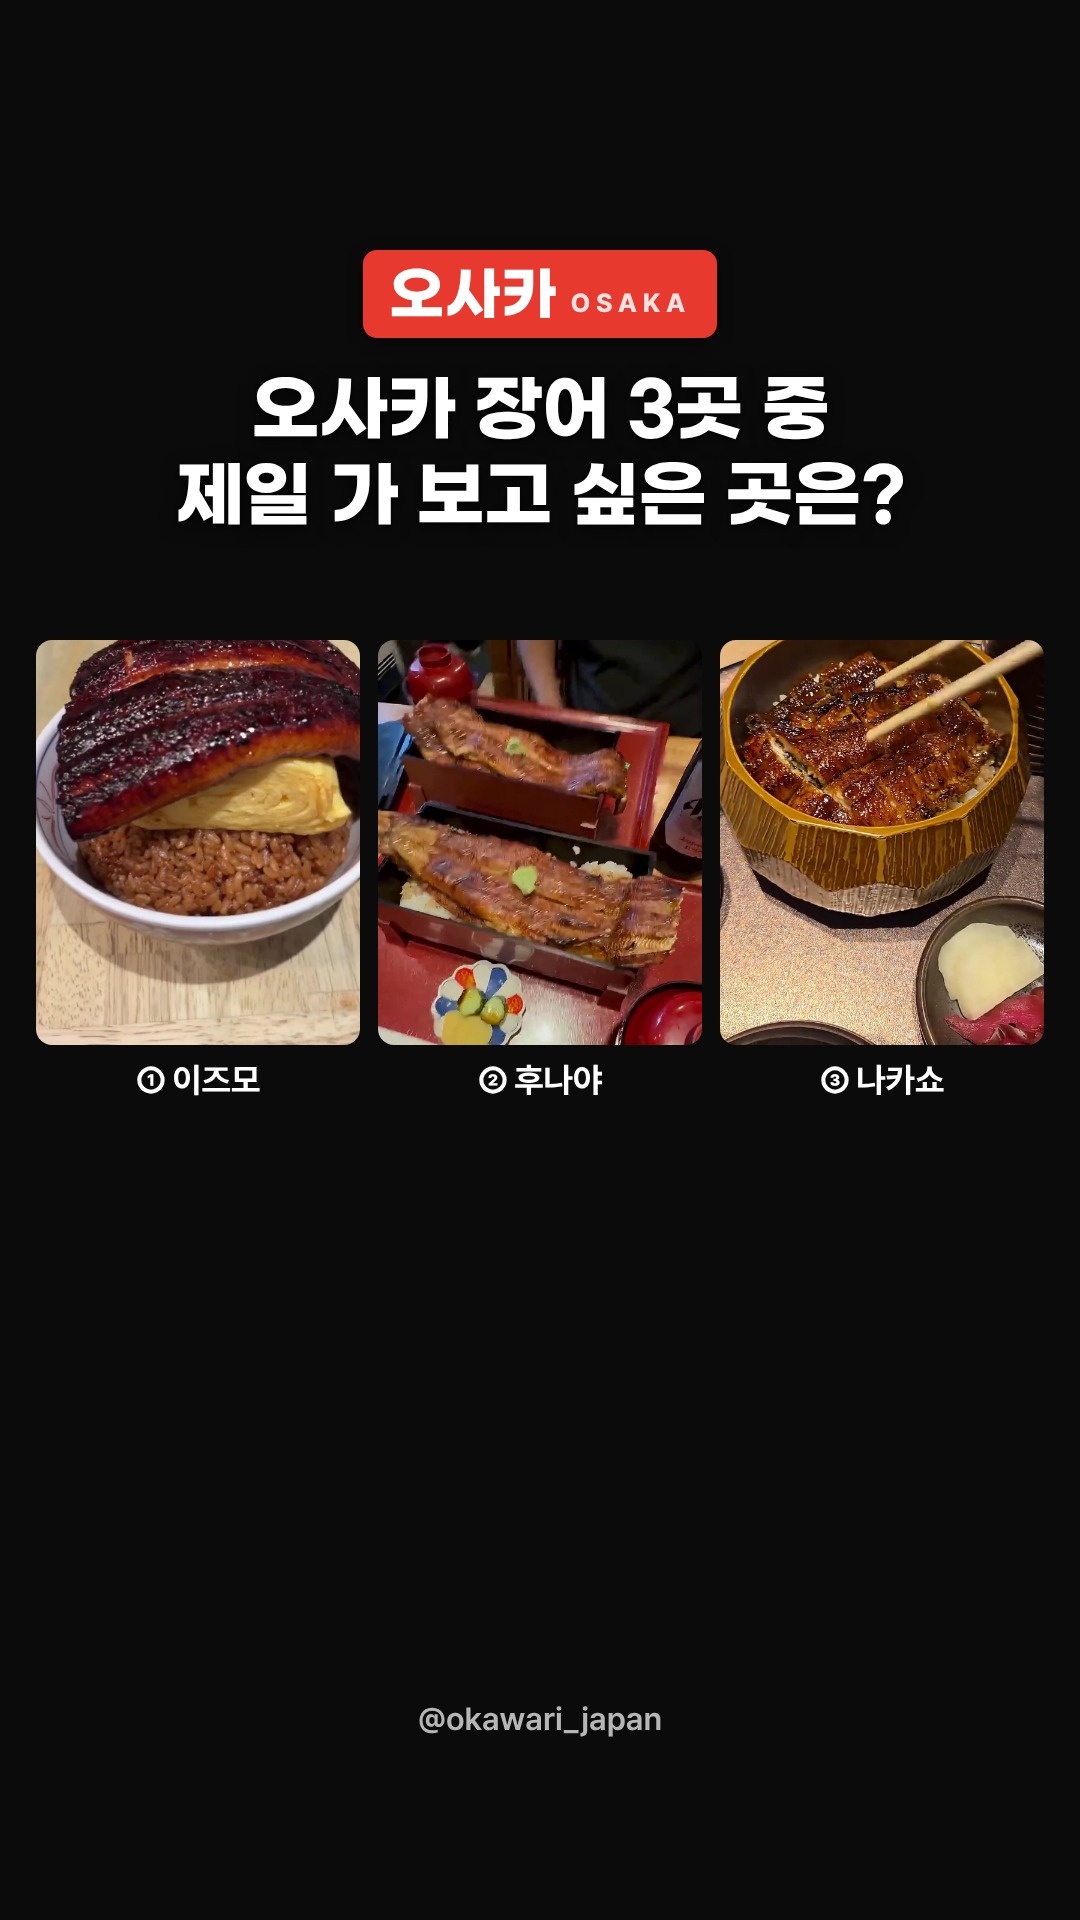 오사카 OSAKA
오사카 장어 3곳 중
제일 가 보고 싶은 곳은?
① 이즈모
② 후나야
③ 나카쇼
@okawari_japan